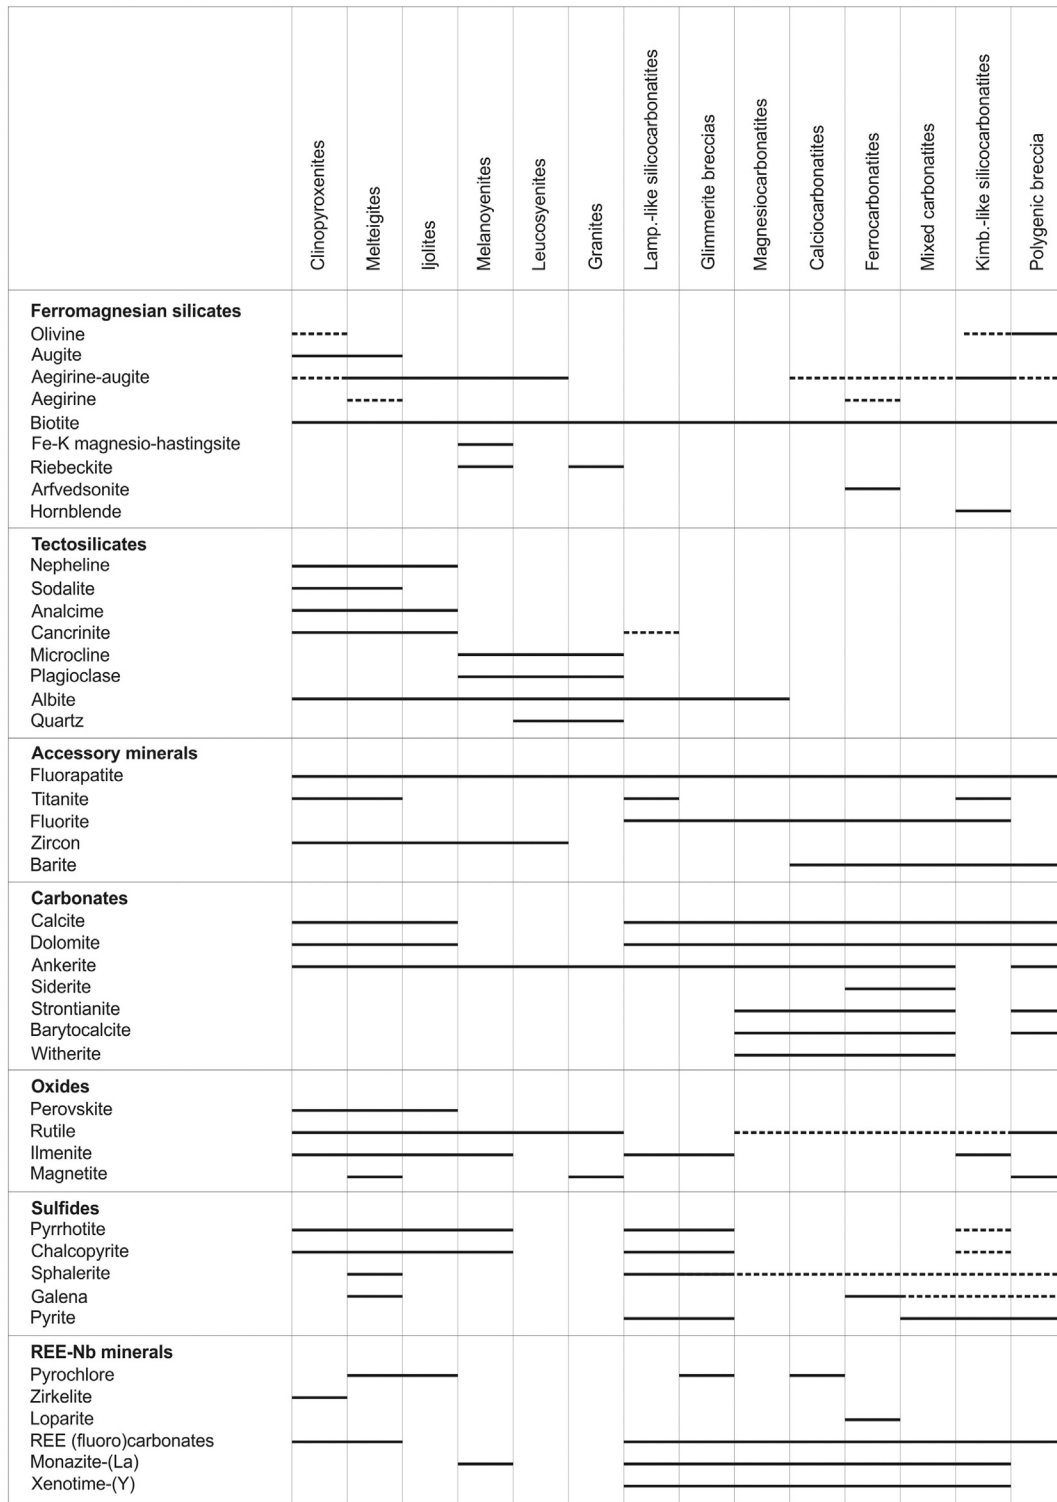 Clinopyroxenites
Melteigites
Ijolites
Melanoyenites
Leucosyenites
Granites
Lamp.-like silicocarbonatites
Glimmerite breccias
Magnesiocarbonatites
Calciocarbonatites
Ferrocarbonatites
Mixed carbonatites
Kimb.-like silicocarbonatites
Polygenic breccia
Ferromagnesian silicates
Olivine
Augite
Aegirine-augite
Aegirine
Biotite
Fe-K magnesio-hastingsite
Riebeckite
Arfvedsonite
Hornblende
Tectosilicates
Nepheline
Sodalite
Analcime
Cancrinite
Microcline
Plagioclase
Albite
Quartz
Accessory minerals
Fluorapatite
Titanite
Fluorite
Zircon
Barite
Carbonates
Calcite
Dolomite
Ankerite
Siderite
Strontianite
Barytocalcite
Witherite
Oxides
Perovskite
Rutile
Ilmenite
Magnetite
Sulfides
Pyrrhotite
Chalcopyrite
Sphalerite
Galena
Pyrite
REE-Nb minerals
Pyrochlore
Zirkelite
Loparite
REE (fluoro)carbonates
Monazite-(La)
Xenotime-(Y)